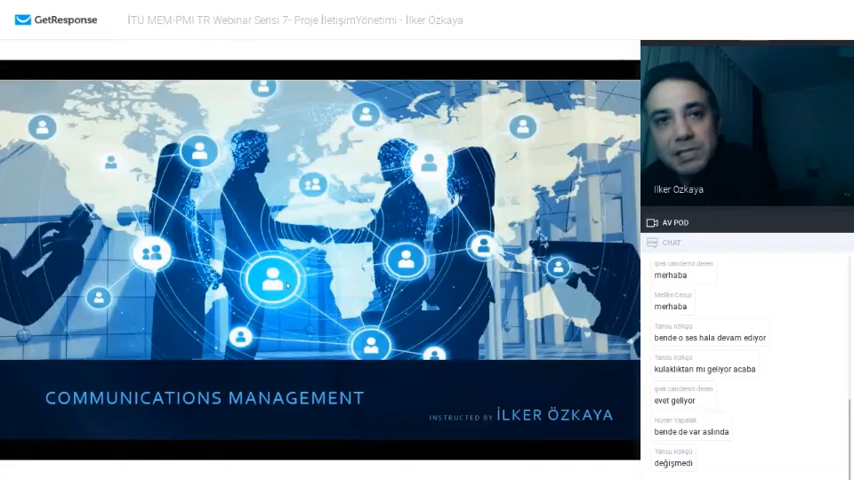 GetResponse
İTÜ MEM-PMI TR Webinar Serisi 7- Proje İletişimYönetimi - İlker Özkaya
COMMUNICATIONS MANAGEMENT
INSTRUCTED BY İLKER ÖZKAYA
Ilker Ozkaya
AV POD
CHAT
merhaba
Melike Cesur
merhaba
Tansu Kökçü
bende o ses hala devam ediyor
Tansu Kökçü
kulaklıktan mı geliyor acaba
evet geliyor
Nuran Yapalak
bende de var aslında
Tansu Kökçü
değişmedi